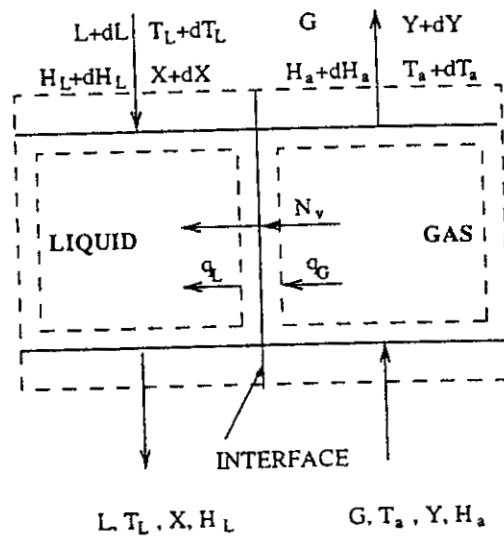 L+dL T_L+dT_L G Y+dY
H_L+dH_L X+dX H_a+dH_a T_a+dT_a
N_v
LIQUID GAS
q_L q_G
INTERFACE
L, T_L, X, H_L G, T_a, Y, H_a